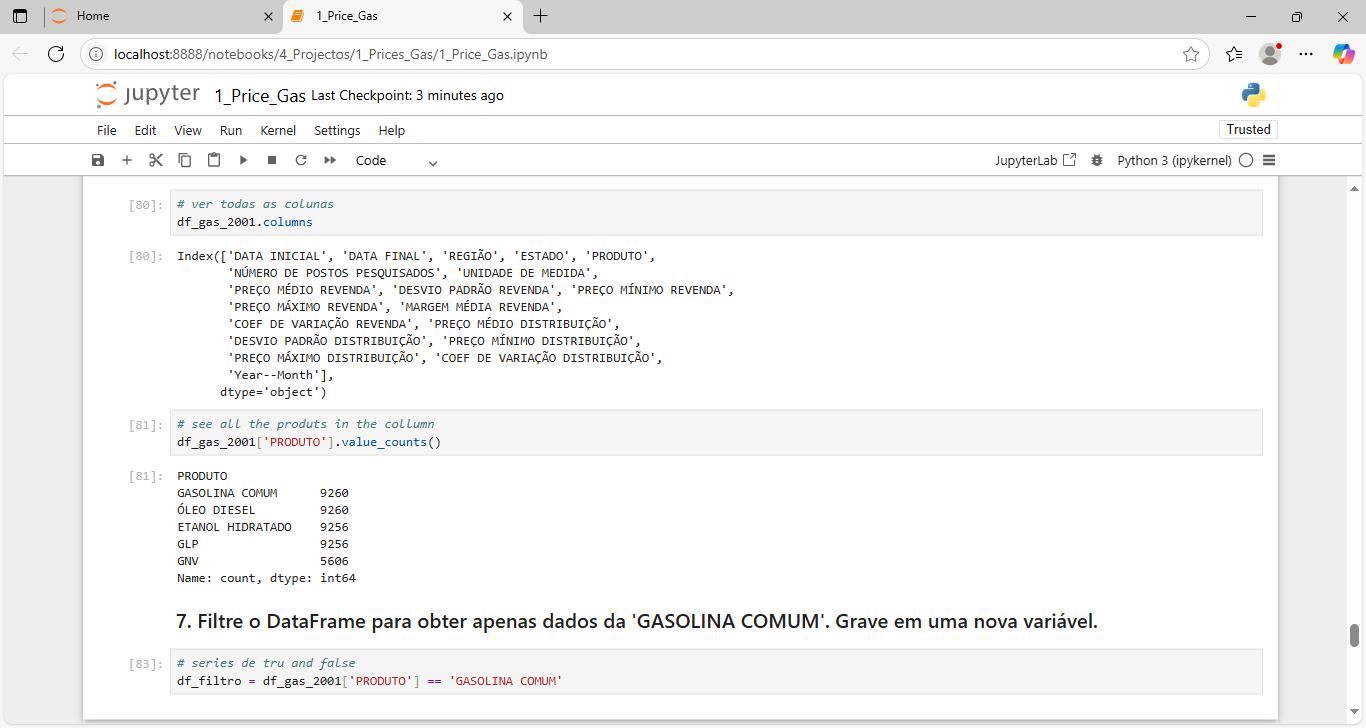 Home
1_Price_Gas
localhost:8888/notebooks/4_Projectos/1_Prices_Gas/1_Price_Gas.ipynb
jupyter 1_Price_Gas Last Checkpoint: 3 minutes ago
File Edit View Run Kernel Settings Help
Trusted
Code
JupyterLab
Python 3 (ipykernel)
[80]: # ver todas as colunas
df_gas_2001.columns
[80]: Index(['DATA INICIAL', 'DATA FINAL', 'REGIÃO', 'ESTADO', 'PRODUTO',
'NÚMERO DE POSTOS PESQUISADOS', 'UNIDADE DE MEDIDA',
'PREÇO MÉDIO REVENDA', 'DESVIO PADRÃO REVENDA', 'PREÇO MÍNIMO REVENDA',
'PREÇO MÁXIMO REVENDA', 'MARGEM MÉDIA REVENDA',
'COEF DE VARIAÇÃO REVENDA', 'PREÇO MÉDIO DISTRIBUIÇÃO',
'DESVIO PADRÃO DISTRIBUIÇÃO', 'PREÇO MÍNIMO DISTRIBUIÇÃO',
'PREÇO MÁXIMO DISTRIBUIÇÃO', 'COEF DE VARIAÇÃO DISTRIBUIÇÃO',
'Year--Month'],
dtype='object')
[81]: # see all the produts in the collumn
df_gas_2001['PRODUTO'].value_counts()
[81]: PRODUTO
GASOLINA COMUM 9260
ÓLEO DIESEL 9260
ETANOL HIDRATADO 9256
GLP 9256
GNV 5606
Name: count, dtype: int64
7. Filtre o DataFrame para obter apenas dados da 'GASOLINA COMUM'. Grave em uma nova variável.
[83]: # series de tru and false
df_filtro = df_gas_2001['PRODUTO'] == 'GASOLINA COMUM'